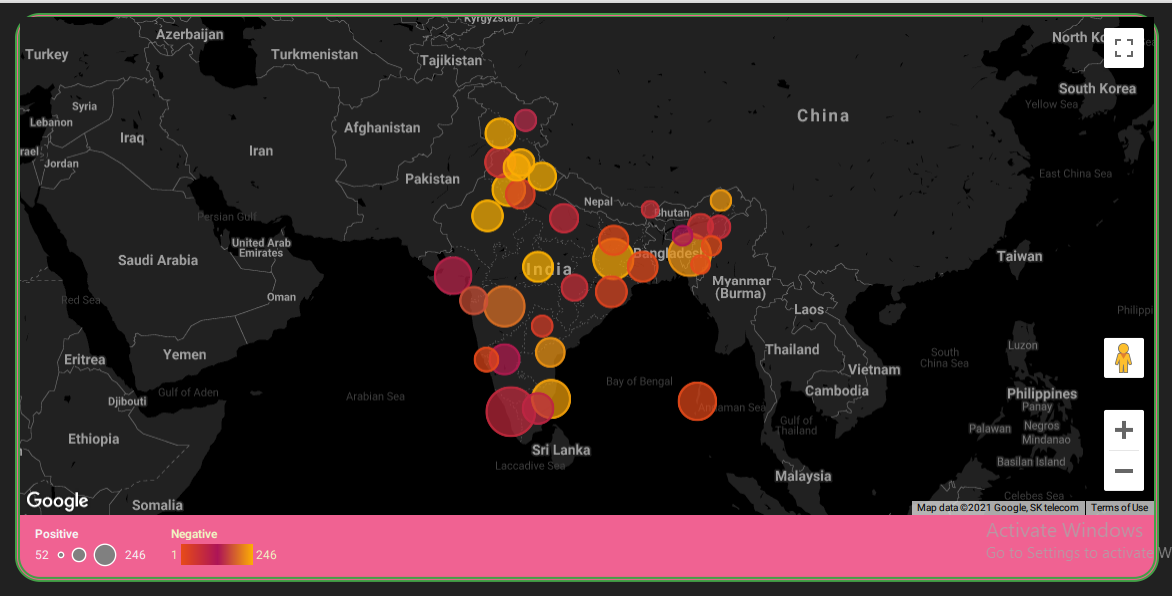 Kyrgyzstan
Azerbaijan
North Ko
Turkey
Turkmenistan
Tajikistan
South Korea
Syria
Yellow Sea
Lebanon
China
Afghanistan
Iraq
rael
Iran
Jordan
East China Sea
Pakistan
Nepal
Bhutan
Persian Gulf
United Arab
Emirates
Bangladesh
Taiwan
Saudi Arabia
India
Myanmar
(Burma)
Oman
Red Sea
Laos
Philippi
Luzon
Thailand
Yemen
Eritrea
South
China Sea
Vietnam
Bay of Bengal
Gulf of Aden
Cambodia
Philippines
Arabian Sea
Djibouti
Andaman Sea
Panay
Gulf of
Thailand
Palawan
Negros
Mindanao
Ethiopia
Sri Lanka
Basilan Island
Laccadive Sea
Malaysia
Celebes Sea
Google
Somalia
Map data ©2021 Google, SK telecom
Terms of Use
Positive
52
246
Negative
1
246
Activate Windows
Go to Settings to activate W